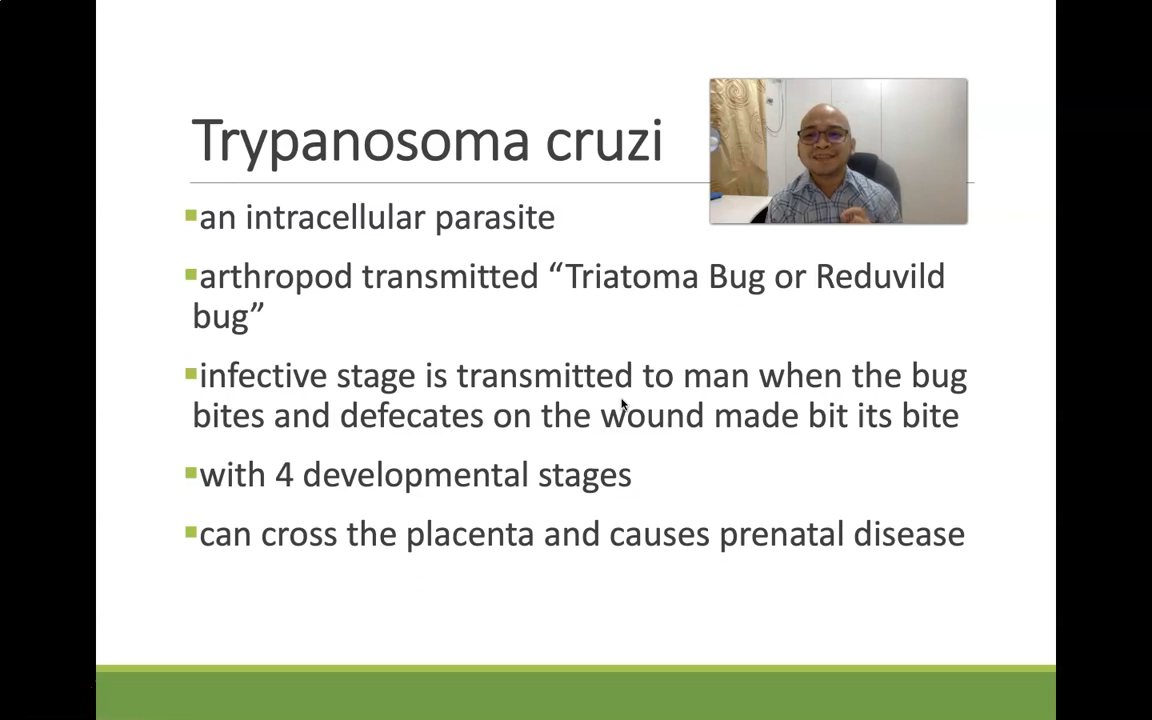 Trypanosoma cruzi
▪an intracellular parasite
▪arthropod transmitted “Triatoma Bug or Reduvild
bug”
▪infective stage is transmitted to man when the bug
bites and defecates on the wound made bit its bite
▪with 4 developmental stages
▪can cross the placenta and causes prenatal disease